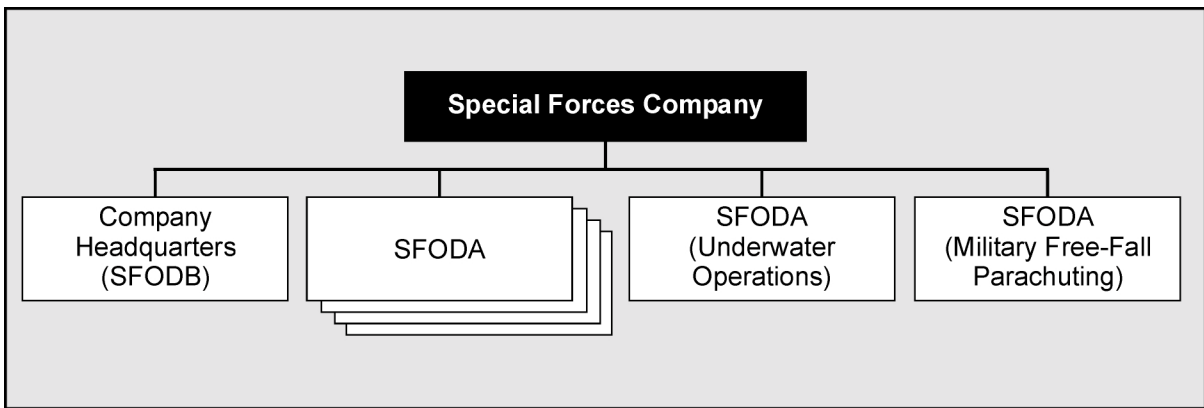 Special Forces Company
Company
Headquarters
(SFODB)
SFODA
SFODA
(Underwater
Operations)
SFODA
(Military Free-Fall
Parachuting)